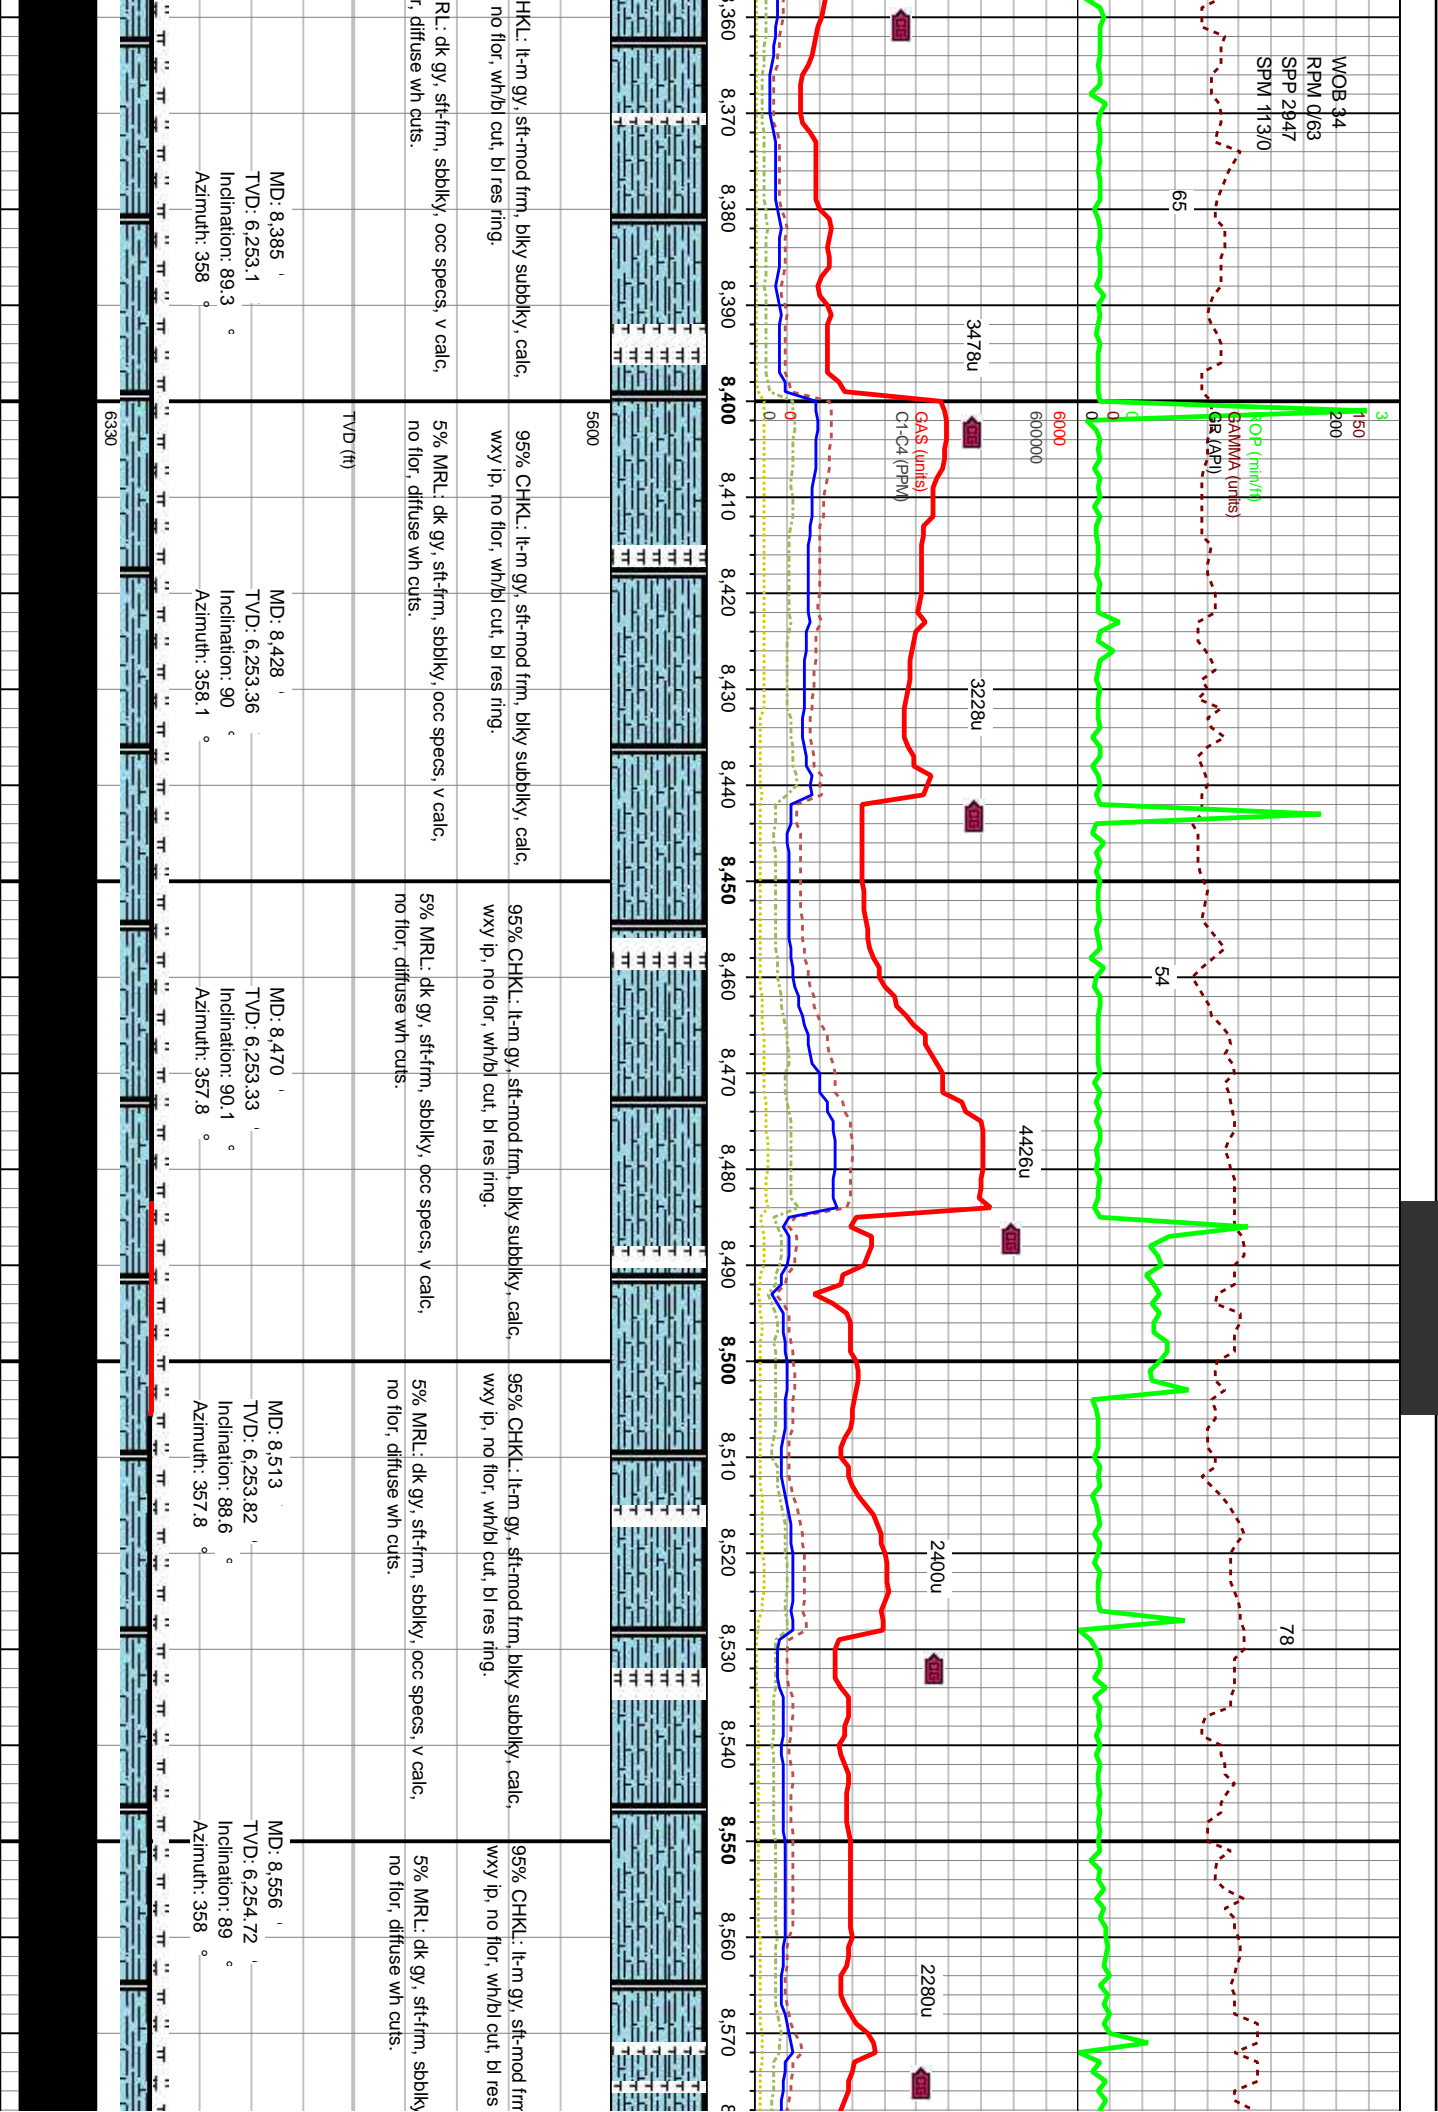 WOB 34
RPM 0/63
SPP 2947
SPM 113/0
65
54
78
3
150
200
ROP (min/ft)
GAMMA (units)
GR (API)
0
0
0
6000
600000
GAS (units)
C1-C4 (PPM)
0
0
3478u
3228u
4426u
2400u
2280u
8,360
8,370
8,380
8,390
8,400
8,410
8,420
8,430
8,440
8,450
8,460
8,470
8,480
8,490
8,500
8,510
8,520
8,530
8,540
8,550
8,560
8,570
CHKL: lt-m gy, sft-mod frm, blky subblky, calc,
no flor, wh/bl cut, bl res ring.
RL: dk gy, sft-frm, sbblky, occ specs, v calc,
r, diffuse wh cuts.
MD: 8,385 '
TVD: 6,253.1
Inclination: 89.3 °
Azimuth: 358 °
5600
TVD (ft)
6330
95% CHKL: lt-m gy, sft-mod frm, blky subblky, calc,
wxy ip, no flor, wh/bl cut, bl res ring.
5% MRL: dk gy, sft-frm, sbblky, occ specs, v calc,
no flor, diffuse wh cuts.
MD: 8,428 '
TVD: 6,253.36
Inclination: 90 °
Azimuth: 358.1 °
95% CHKL: lt-m gy, sft-mod frm, blky subblky, calc,
wxy ip, no flor, wh/bl cut, bl res ring.
5% MRL: dk gy, sft-frm, sbblky, occ specs, v calc,
no flor, diffuse wh cuts.
MD: 8,470 '
TVD: 6,253.33 '
Inclination: 90.1 °
Azimuth: 357.8 °
95% CHKL: lt-m gy, sft-mod frm, blky subblky, calc,
wxy ip, no flor, wh/bl cut, bl res ring.
5% MRL: dk gy, sft-frm, sbblky, occ specs, v calc,
no flor, diffuse wh cuts.
MD: 8,513 '
TVD: 6,253.82 '
Inclination: 88.6 °
Azimuth: 357.8 °
95% CHKL: lt-m gy, sft-mod frm
wxy ip, no flor, wh/bl cut, bl res
5% MRL: dk gy, sft-frm, sbblky
no flor, diffuse wh cuts.
MD: 8,556 '
TVD: 6,254.72 '
Inclination: 89 °
Azimuth: 358 °